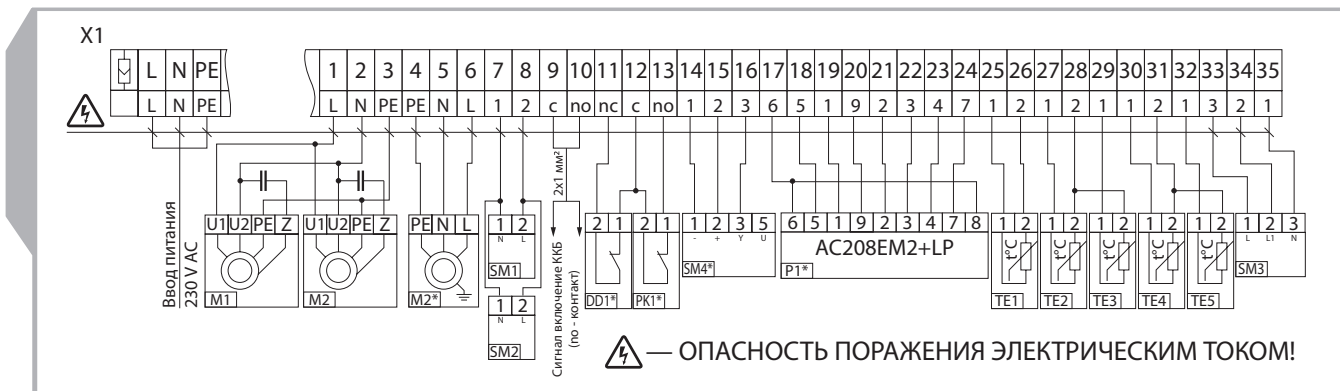 X1
L N PE 1 2 3 4 5 6 7 8 9 10 11 12 13 14 15 16 17 18 19 20 21 22 23 24 25 26 27 28 29 30 31 32 33 34 35
L N PE L N PE PE N L 1 2 c no nc c no 1 2 3 6 5 1 9 2 3 4 7 1 2 1 2 1 1 2 1 3 2 1
Ввод питания
230 V AC
U1 U2 PE Z
M1
U1 U2 PE Z
M2
PE N L
M2*
1 2
N L
SM1
1 2
N L
SM2
2x1 mm²
Сигнал включение ККБ
(no - контакт)
2 1
DD1*
2 1
PK1*
1 2 3 5
- + Y U
SM4*
6 5 1 9 2 3 4 7 8
AC208EM2+LP
P1*
1 2
t°C
TE1
1 2
t°C
TE2
1 2
t°C
TE3
1 2
t°C
TE4
1 2
t°C
TE5
1 2 3
L L1 N
SM3
— ОПАСНОСТЬ ПОРАЖЕНИЯ ЭЛЕКТРИЧЕСКИМ ТОКОМ!